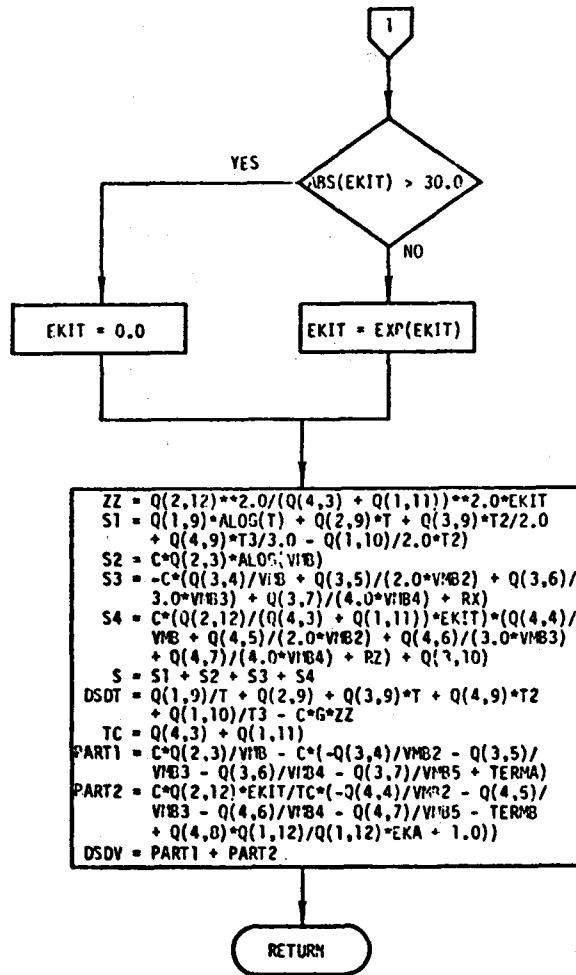 1
YES
ABS(EKIT) > 30.0
NO
EKIT = 0.0
EKIT = EXP(EKIT)
ZZ = Q(2,12)**2.0/(Q(4,3) + Q(1,11))**2.0*EKIT
S1 = Q(1,9)*ALOG(T) + Q(2,9)*T + Q(3,9)*T2/2.0
+ Q(4,9)*T3/3.0 - Q(1,10)/2.0*T2)
S2 = C*Q(2,3)*ALOG(VMB)
S3 = -C*(Q(3,4)/VMB + Q(3,5)/(2.0*VMB2) + Q(3,6)/
3.0*VMB3) + Q(3,7)/(4.0*VMB4) + RX)
S4 = C*(Q(2,12)/(Q(4,3) + Q(1,11))*EKIT)*(Q(4,4)/
VMB + Q(4,5)/(2.0*VMB2) + Q(4,6)/(3.0*VMB3)
+ Q(4,7)/(4.0*VMB4) + RZ) + Q(3,10)
S = S1 + S2 + S3 + S4
DSDT = Q(1,9)/T + Q(2,9) + Q(3,9)*T + Q(4,9)*T2
+ Q(1,10)/T3 - C*G*ZZ
TC = Q(4,3) + Q(1,11)
PART1 = C*Q(2,3)/VMB - C*(-Q(3,4)/VMB2 - Q(3,5)/
VMB3 - Q(3,6)/VMB4 - Q(3,7)/VMB5 + TERMA)
PART2 = C*Q(2,12)*EKIT/TC*(-Q(4,4)/VMB2 - Q(4,5)/
VMB3 - Q(4,6)/VMB4 - Q(4,7)/VMB5 - TERMB
+ Q(4,8)*Q(1,12)/Q(1,12)*EKA + 1.0))
DSDV = PART1 + PART2
RETURN